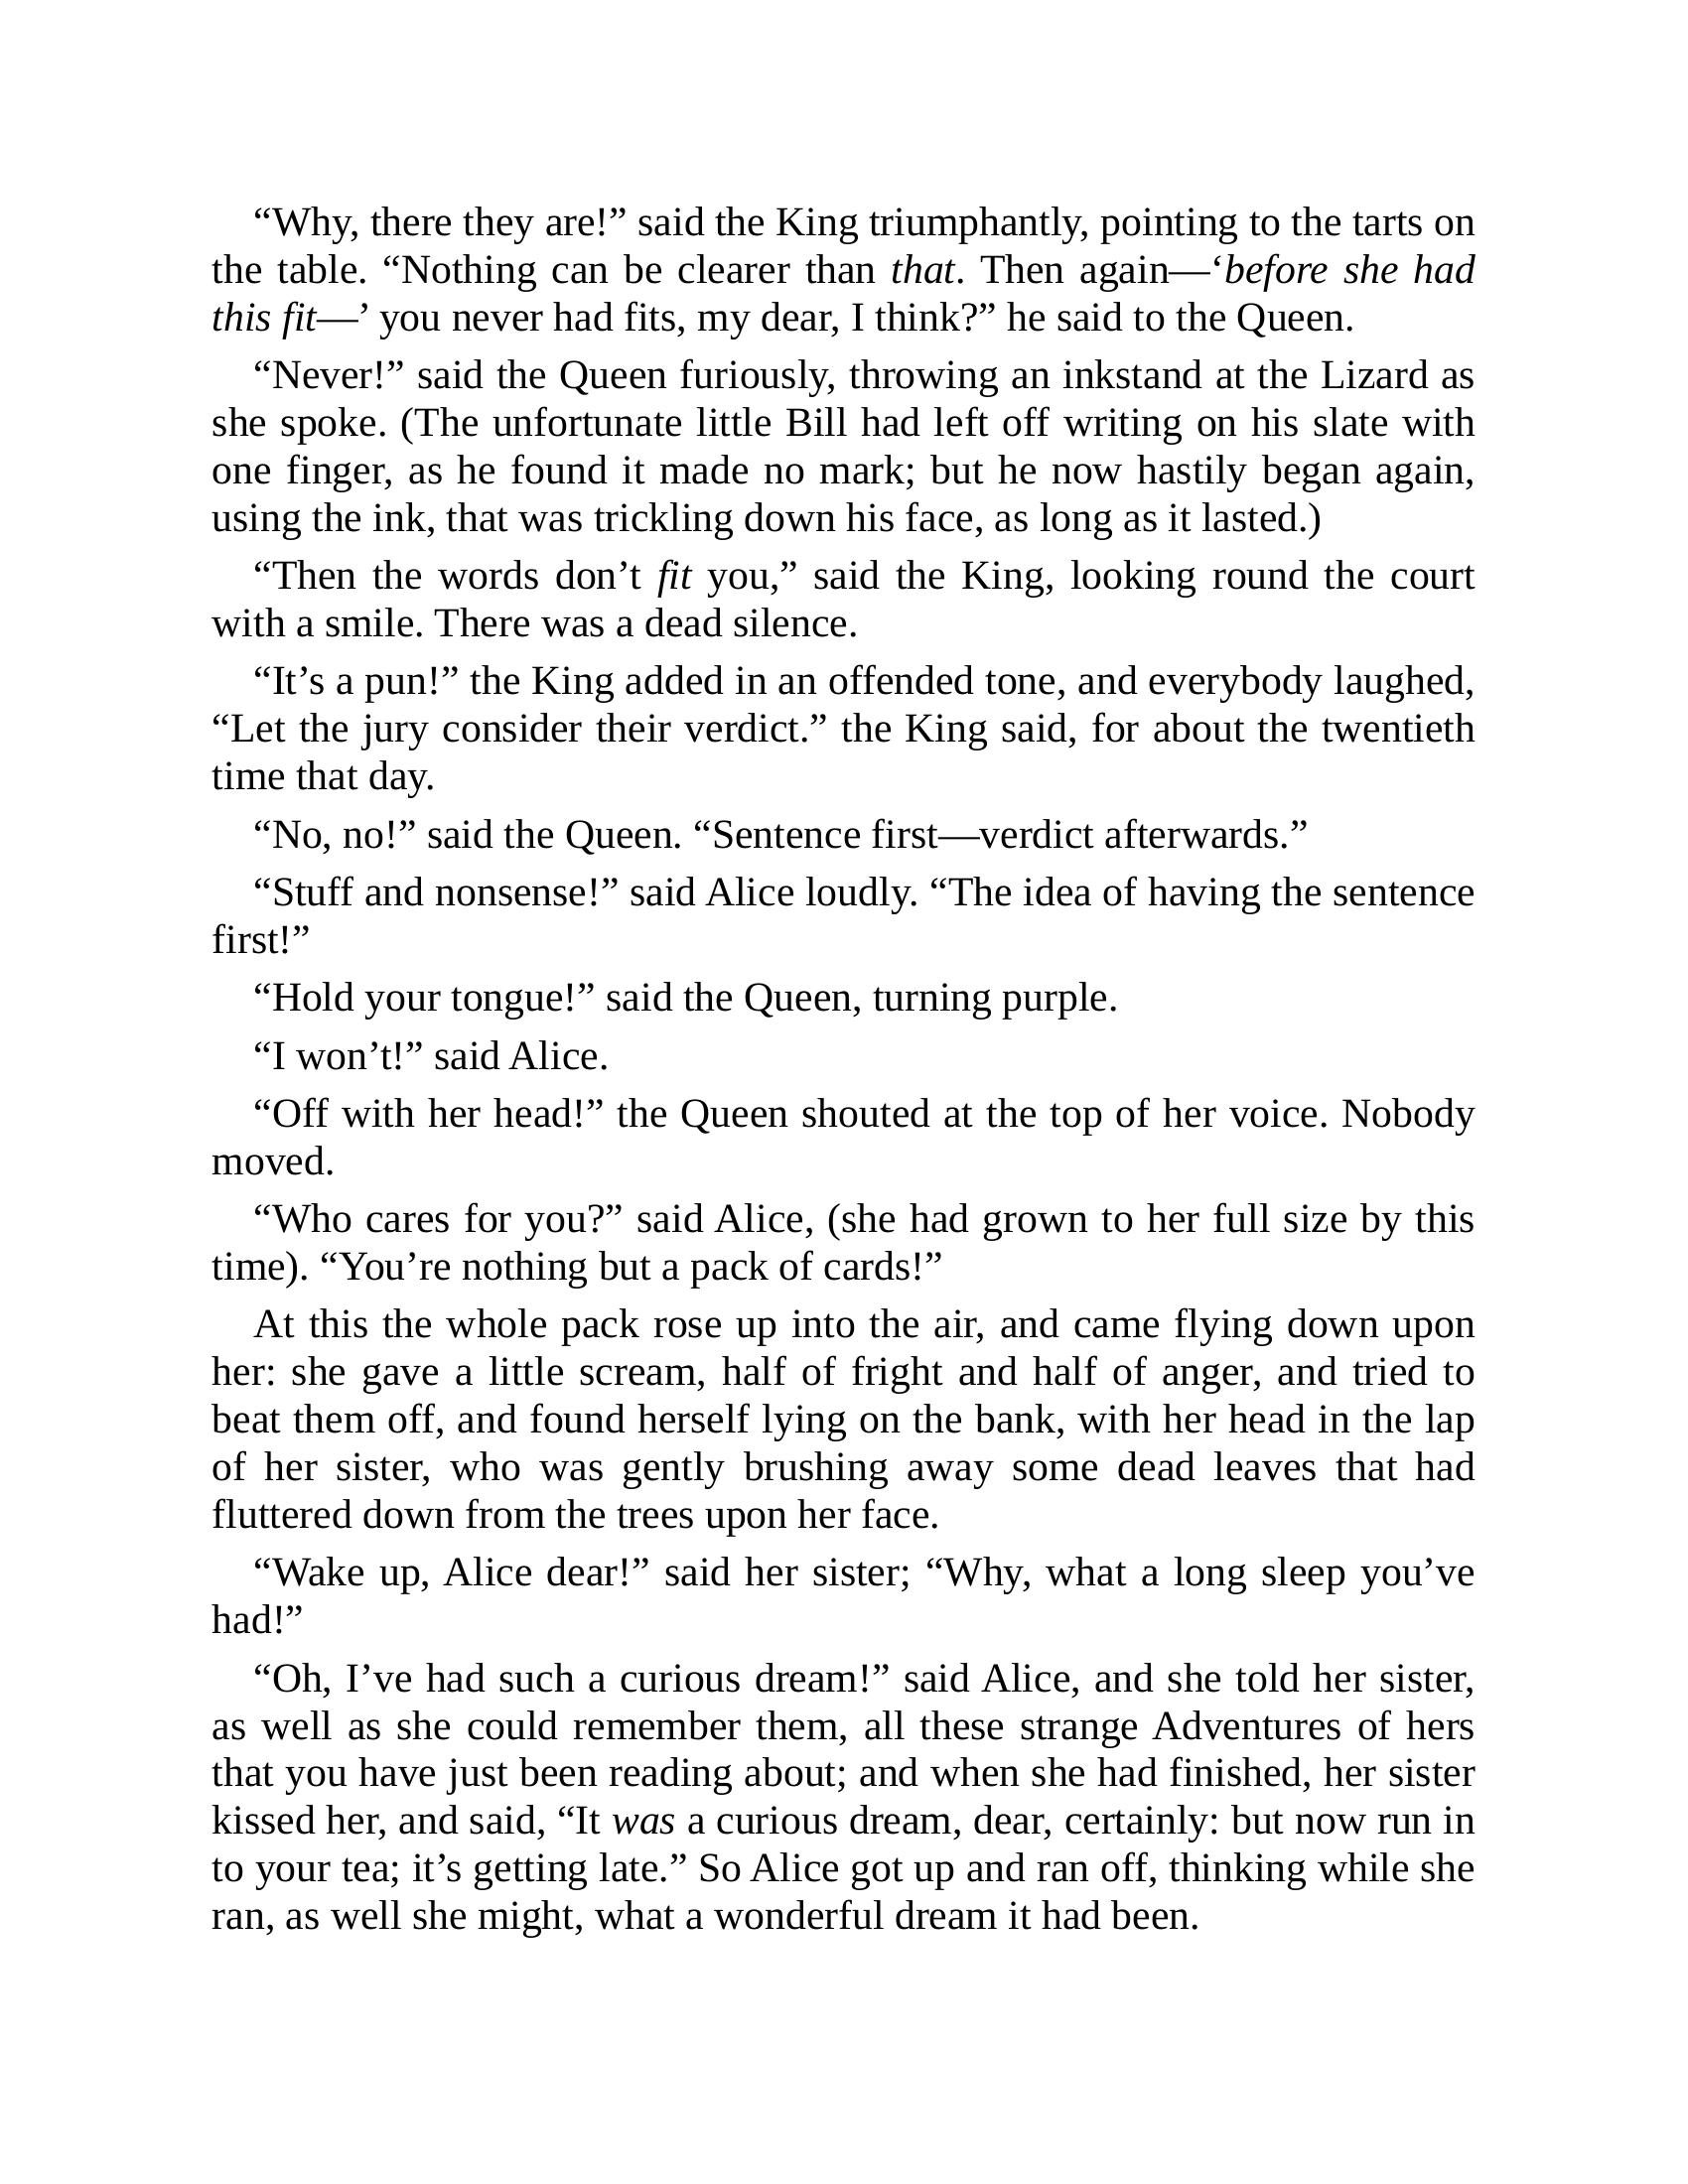 “Why, there they are!” said the King triumphantly, pointing to the tarts on
the table. “Nothing can be clearer than that. Then again—‘before she had
this fit—’ you never had fits, my dear, I think?” he said to the Queen.
“Never!” said the Queen furiously, throwing an inkstand at the Lizard as
she spoke. (The unfortunate little Bill had left off writing on his slate with
one finger, as he found it made no mark; but he now hastily began again,
using the ink, that was trickling down his face, as long as it lasted.)
“Then the words don’t fit you,” said the King, looking round the court
with a smile. There was a dead silence.
“It’s a pun!” the King added in an offended tone, and everybody laughed,
“Let the jury consider their verdict.” the King said, for about the twentieth
time that day.
“No, no!” said the Queen. “Sentence first—verdict afterwards.”
“Stuff and nonsense!” said Alice loudly. “The idea of having the sentence
first!”
“Hold your tongue!” said the Queen, turning purple.
“I won’t!” said Alice.
“Off with her head!” the Queen shouted at the top of her voice. Nobody
moved.
“Who cares for you?” said Alice, (she had grown to her full size by this
time). “You’re nothing but a pack of cards!”
At this the whole pack rose up into the air, and came flying down upon
her: she gave a little scream, half of fright and half of anger, and tried to
beat them off, and found herself lying on the bank, with her head in the lap
of her sister, who was gently brushing away some dead leaves that had
fluttered down from the trees upon her face.
“Wake up, Alice dear!” said her sister; “Why, what a long sleep you’ve
had!”
“Oh, I’ve had such a curious dream!” said Alice, and she told her sister,
as well as she could remember them, all these strange Adventures of hers
that you have just been reading about; and when she had finished, her sister
kissed her, and said, “It was a curious dream, dear, certainly: but now run in
to your tea; it’s getting late.” So Alice got up and ran off, thinking while she
ran, as well she might, what a wonderful dream it had been.